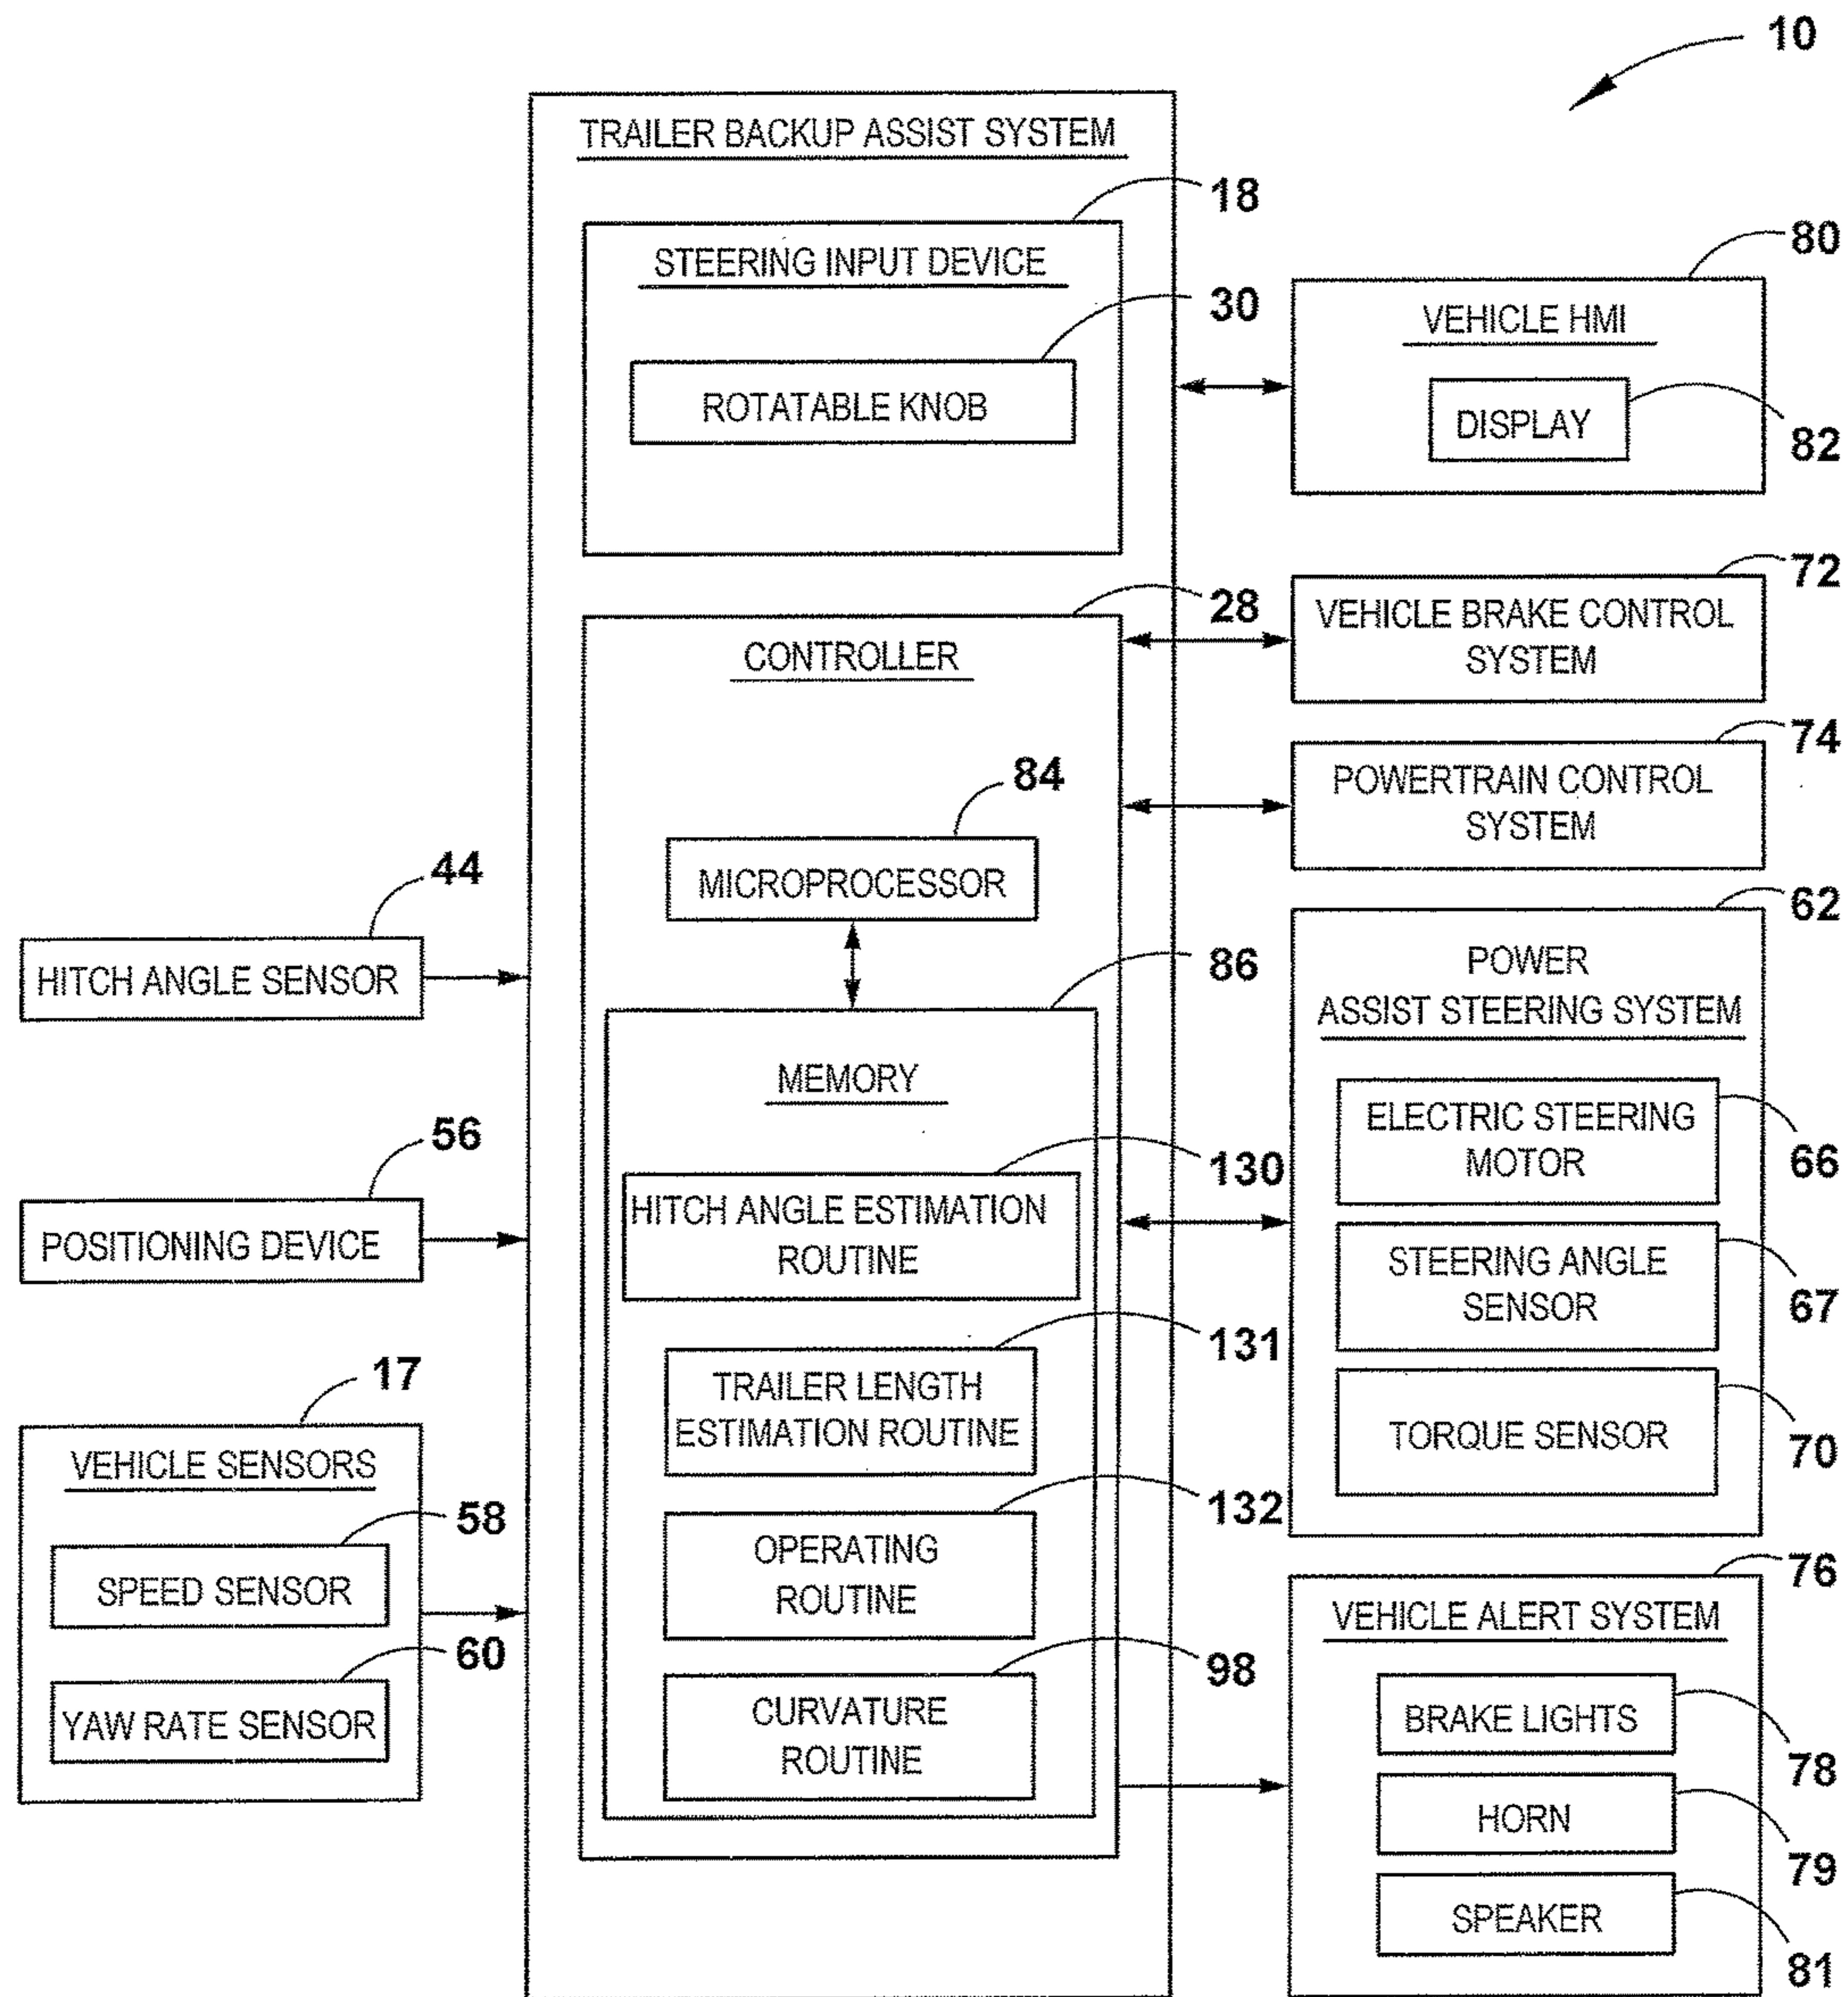 10
TRAILER BACKUP ASSIST SYSTEM
18
STEERING INPUT DEVICE
30
ROTATABLE KNOB
80
VEHICLE HMI
DISPLAY
82
28
CONTROLLER
72
VEHICLE BRAKE CONTROL
SYSTEM
74
POWERTRAIN CONTROL
SYSTEM
84
MICROPROCESSOR
44
HITCH ANGLE SENSOR
62
POWER
ASSIST STEERING SYSTEM
86
MEMORY
ELECTRIC STEERING
MOTOR
66
56
POSITIONING DEVICE
130
HITCH ANGLE ESTIMATION
ROUTINE
STEERING ANGLE
SENSOR
67
131
TRAILER LENGTH
ESTIMATION ROUTINE
TORQUE SENSOR
70
17
VEHICLE SENSORS
58
SPEED SENSOR
60
YAW RATE SENSOR
132
OPERATING
ROUTINE
98
CURVATURE
ROUTINE
76
VEHICLE ALERT SYSTEM
BRAKE LIGHTS
78
HORN
79
SPEAKER
81